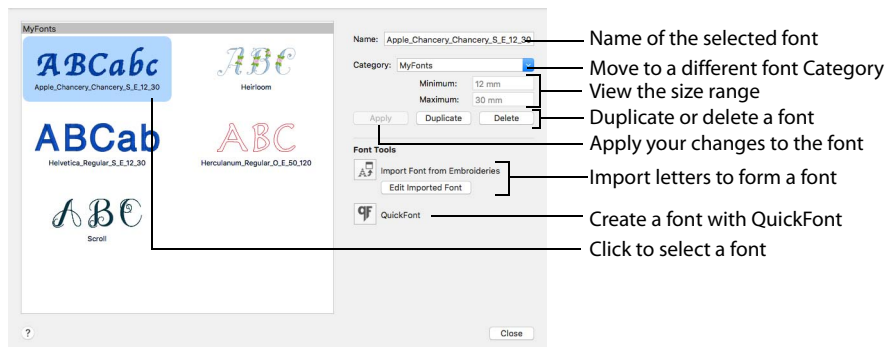 MyFonts
ABCabc
Apple_Chancery_Chancery_S_E_12_30
ABC
Heirloom
ABCab
Helvetica_Regular_S_E_12_30
ABC
Herculanum_Regular_O_E_50_120
ABC
Scroll
Name: Apple_Chancery_Chancery_S_E_12_30
Category: MyFonts
Minimum: 12 mm
Maximum: 30 mm
Apply Duplicate Delete
Font Tools
Import Font from Embroideries
Edit Imported Font
QuickFont
? Close
Name of the selected font
Move to a different font Category
View the size range
Duplicate or delete a font
Apply your changes to the font
Import letters to form a font
Create a font with QuickFont
Click to select a font